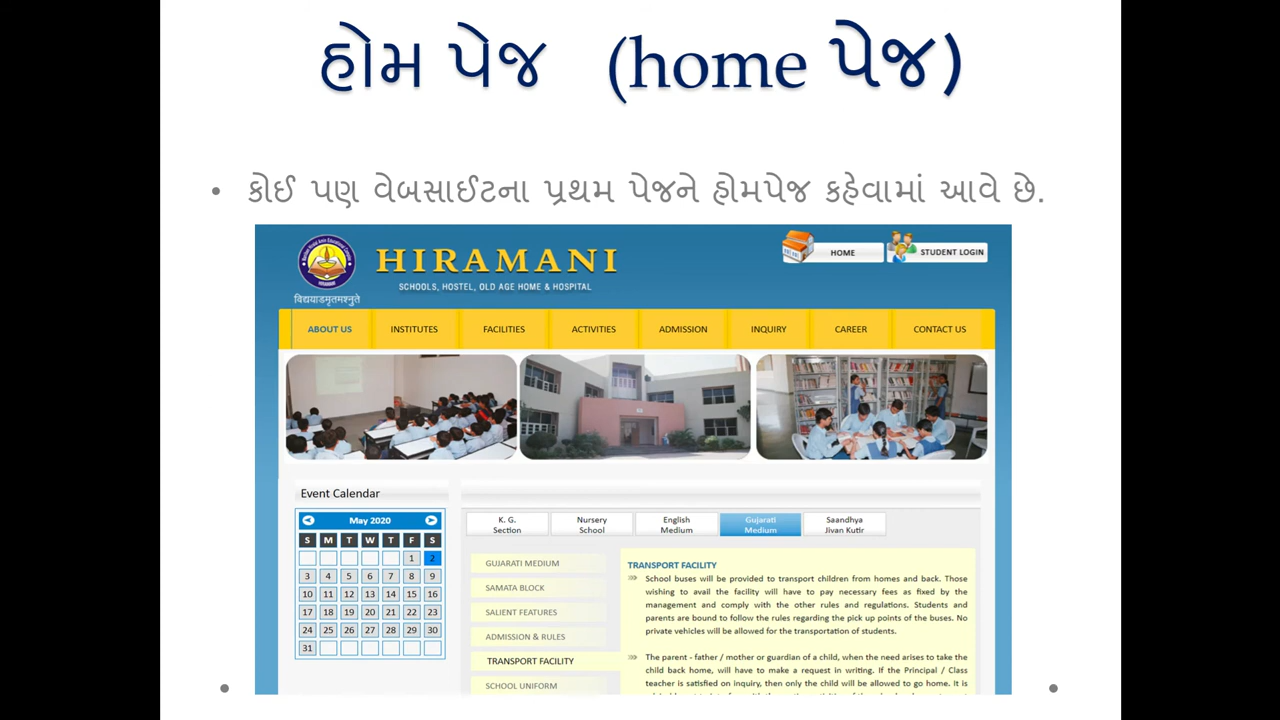 હોમ પેજ (home પેજ)
• કોઈ પણ વેબસાઈટના પ્રથમ પેજને હોમપેજ કહેવામાં આવે છે.
HIRAMANI
SCHOOLS, HOSTEL, OLD AGE HOME & HOSPITAL
विद्ययाडमृतमश्नुते
HOME
STUDENT LOGIN
ABOUT US INSTITUTES FACILITIES ACTIVITIES ADMISSION INQUIRY CAREER CONTACT US
Event Calendar
May 2020
S M T W T F S
1 2
3 4 5 6 7 8 9
10 11 12 13 14 15 16
17 18 19 20 21 22 23
24 25 26 27 28 29 30
31
K. G. Section
Nursery School
English Medium
Gujarati Medium
Saandhya Jivan Kutir
GUJARATI MEDIUM
SAMATA BLOCK
SALIENT FEATURES
ADMISSION & RULES
TRANSPORT FACILITY
SCHOOL UNIFORM
TRANSPORT FACILITY
School buses will be provided to transport children from homes and back. Those
wishing to avail the facility will have to pay necessary fees as fixed by the
management and comply with the other rules and regulations. Students and
parents are bound to follow the rules regarding the pick up points of the buses. No
private vehicles will be allowed for the transportation of students.
The parent - father / mother or guardian of a child, when the need arises to take the
child back home, will have to make a request in writing. If the Principal / Class
teacher is satisfied on inquiry, then only the child will be allowed to go home. It is